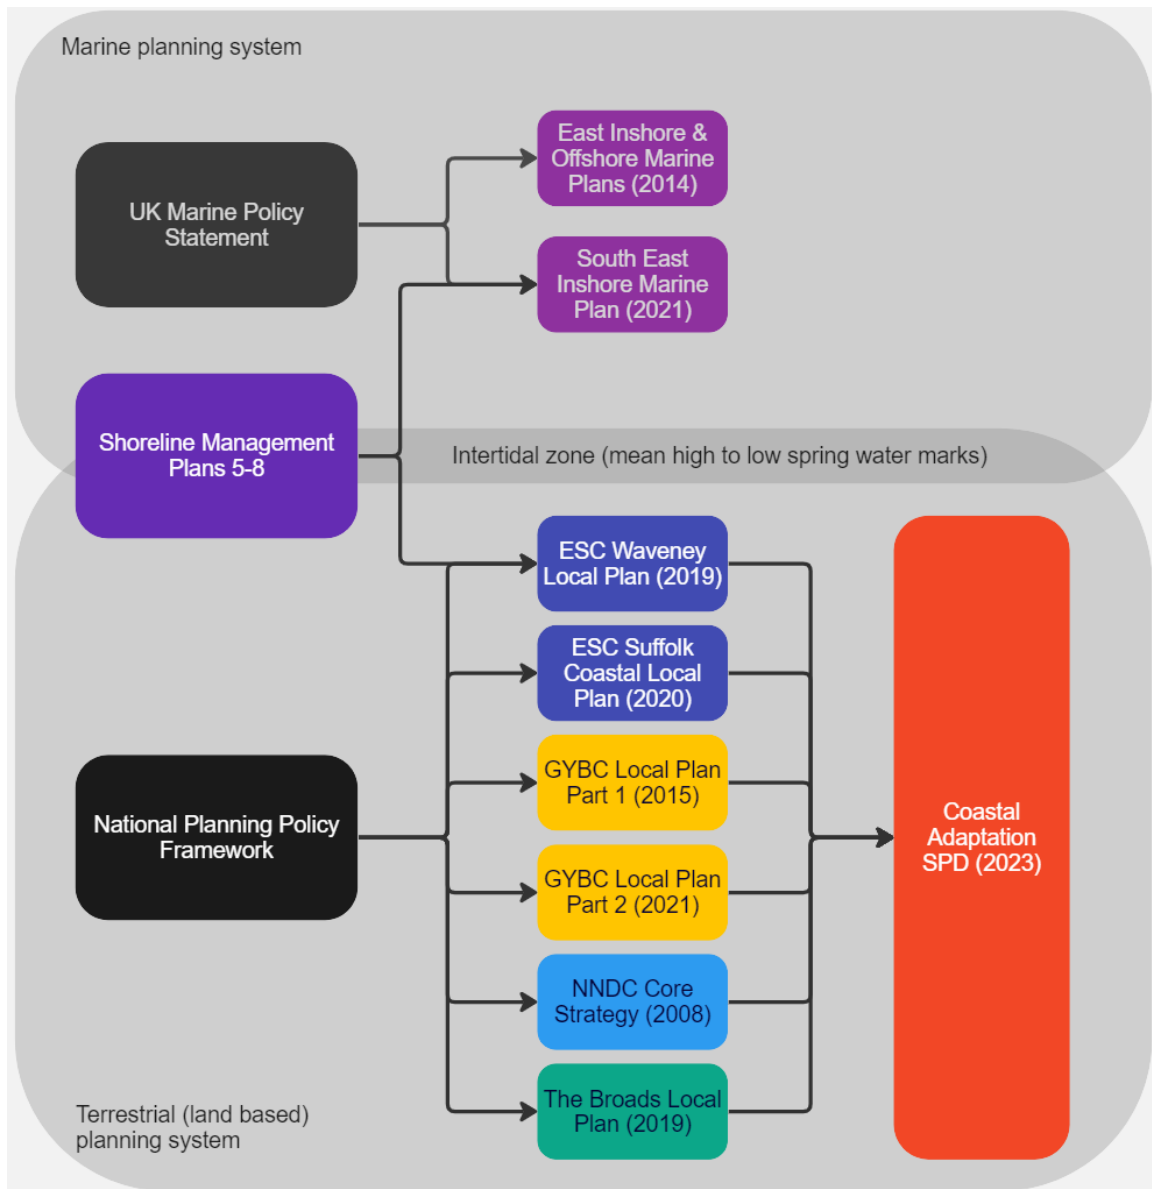 Marine planning system
UK Marine Policy
Statement
East Inshore &
Offshore Marine
Plans (2014)
South East
Inshore Marine
Plan (2021)
Shoreline Management
Plans 5-8
Intertidal zone (mean high to low spring water marks)
ESC Waveney
Local Plan (2019)
ESC Suffolk
Coastal Local
Plan (2020)
GYBC Local Plan
Part 1 (2015)
National Planning Policy
Framework
GYBC Local Plan
Part 2 (2021)
NNDC Core
Strategy (2008)
The Broads Local
Plan (2019)
Coastal
Adaptation
SPD (2023)
Terrestrial (land based)
planning system